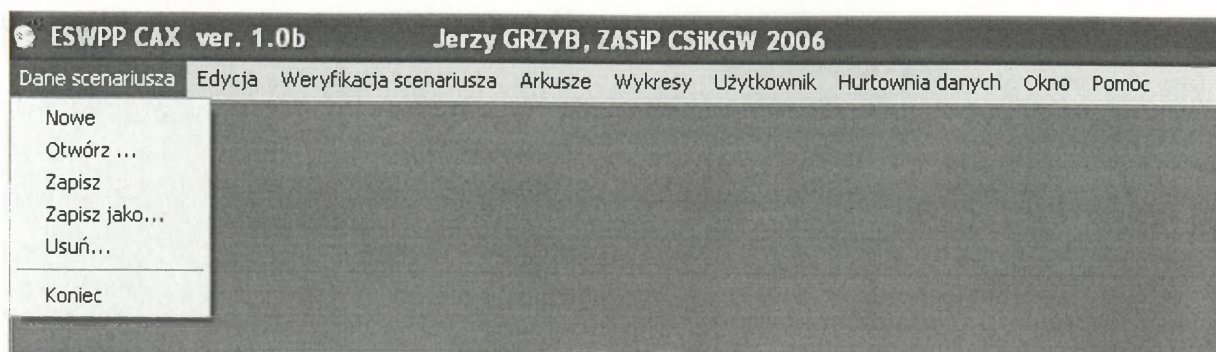 ESWPP CAX ver. 1.0b Jerzy GRZYB, ZASiP CSiKGW 2006
Dane scenariusza Edycja Weryfikacja scenariusza Arkusze Wykresy Użytkownik Hurtownia danych Okno Pomoc
Nowe
Otwórz ...
Zapisz
Zapisz jako...
Usuń...
Koniec